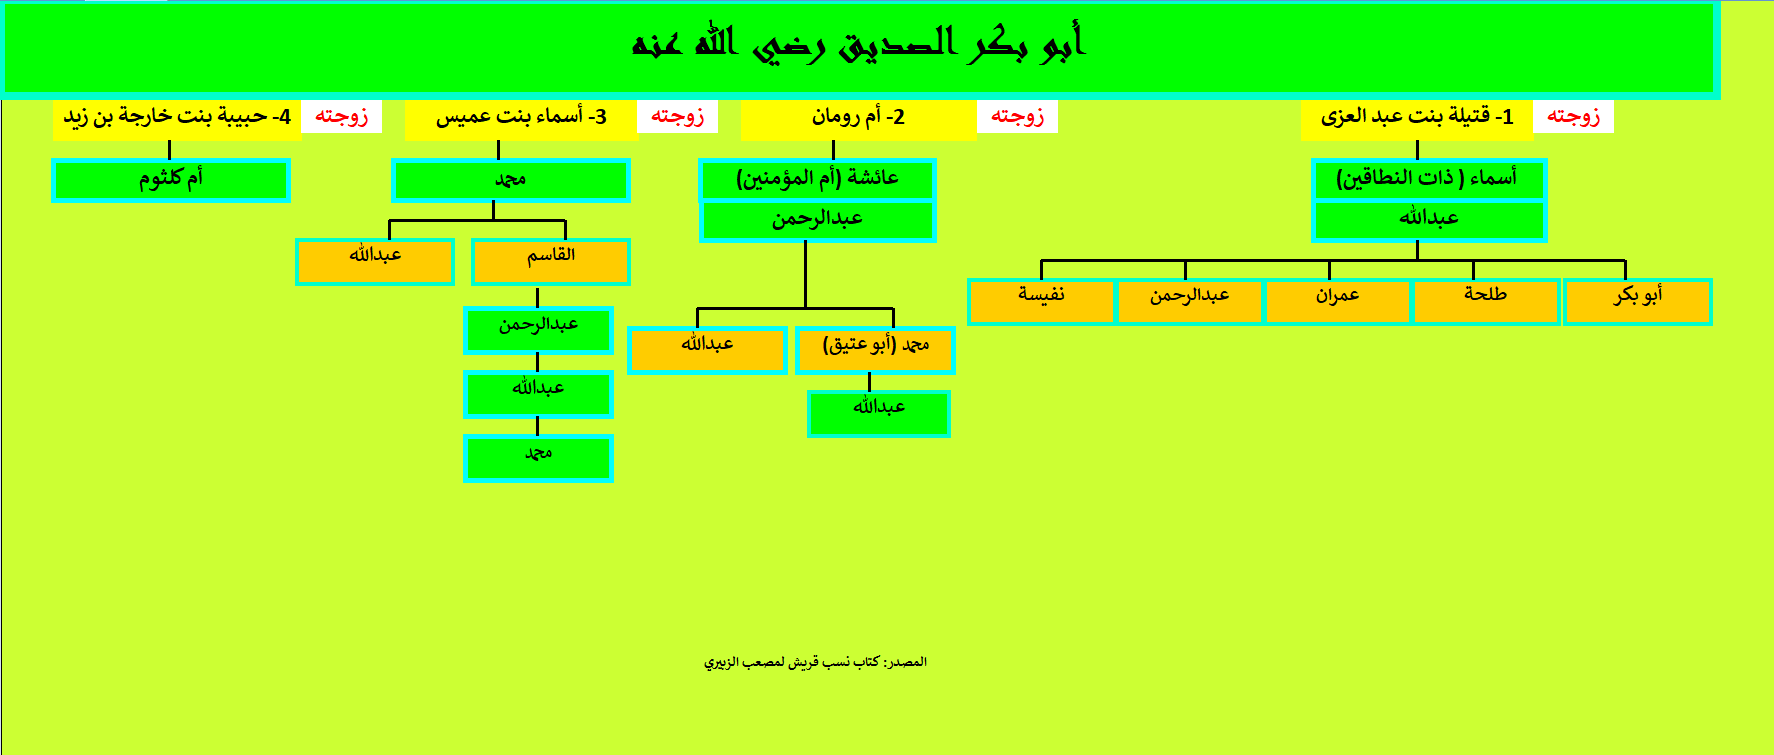 أبو بكر الصديق رضي الله عنه
زوجته 1- قتيلة بنت عبد العزى
زوجته 2- أم رومان
زوجته 3- أسماء بنت عميس
زوجته 4- حبيبة بنت خارجة بن زيد
أسماء ( ذات النطاقين)
عائشة (أم المؤمنين)
محمد
أم كلثوم
عبدالله
عبدالرحمن
القاسم
عبدالله
أبو بكر
طلحة
عمران
عبدالرحمن
نفيسة
عبدالرحمن
محمد (أبو عتيق)
عبدالله
عبدالله
عبدالله
محمد
المصدر: كتاب نسب قريش لمصعب الزبيري